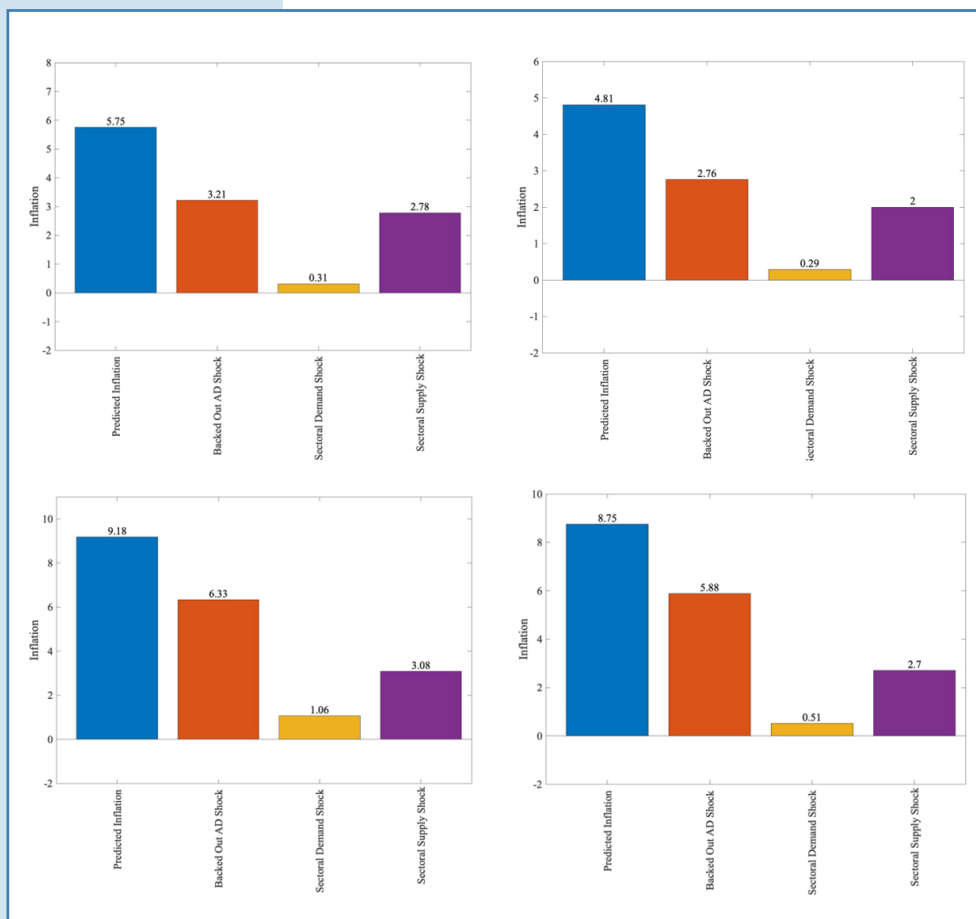 8
7
6
5
4
3
2
1
0
-1
-2
Inflation
5.75
3.21
0.31
2.78
Predicted Inflation
Backed Out AD Shock
Sectoral Demand Shock
Sectoral Supply Shock
6
5
4
3
2
1
0
-1
-2
Inflation
4.81
2.76
0.29
2
Predicted Inflation
Backed Out AD Shock
ectoral Demand Shock
Sectoral Supply Shock
10
8
6
4
2
0
-2
Inflation
9.18
6.33
1.06
3.08
Predicted Inflation
Backed Out AD Shock
Sectoral Demand Shock
Sectoral Supply Shock
10
8
6
4
2
0
-2
Inflation
8.75
5.88
0.51
2.7
Predicted Inflation
Backed Out AD Shock
Sectoral Demand Shock
Sectoral Supply Shock